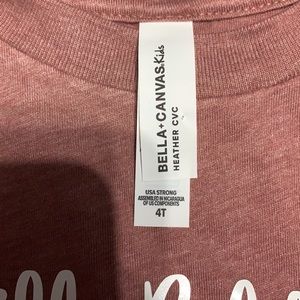 BELLA+CANVAS.Kids
HEATHER CVC
USA STRONG
ASSEMBLED IN NICARAGUA
OF US COMPONENTS
4T